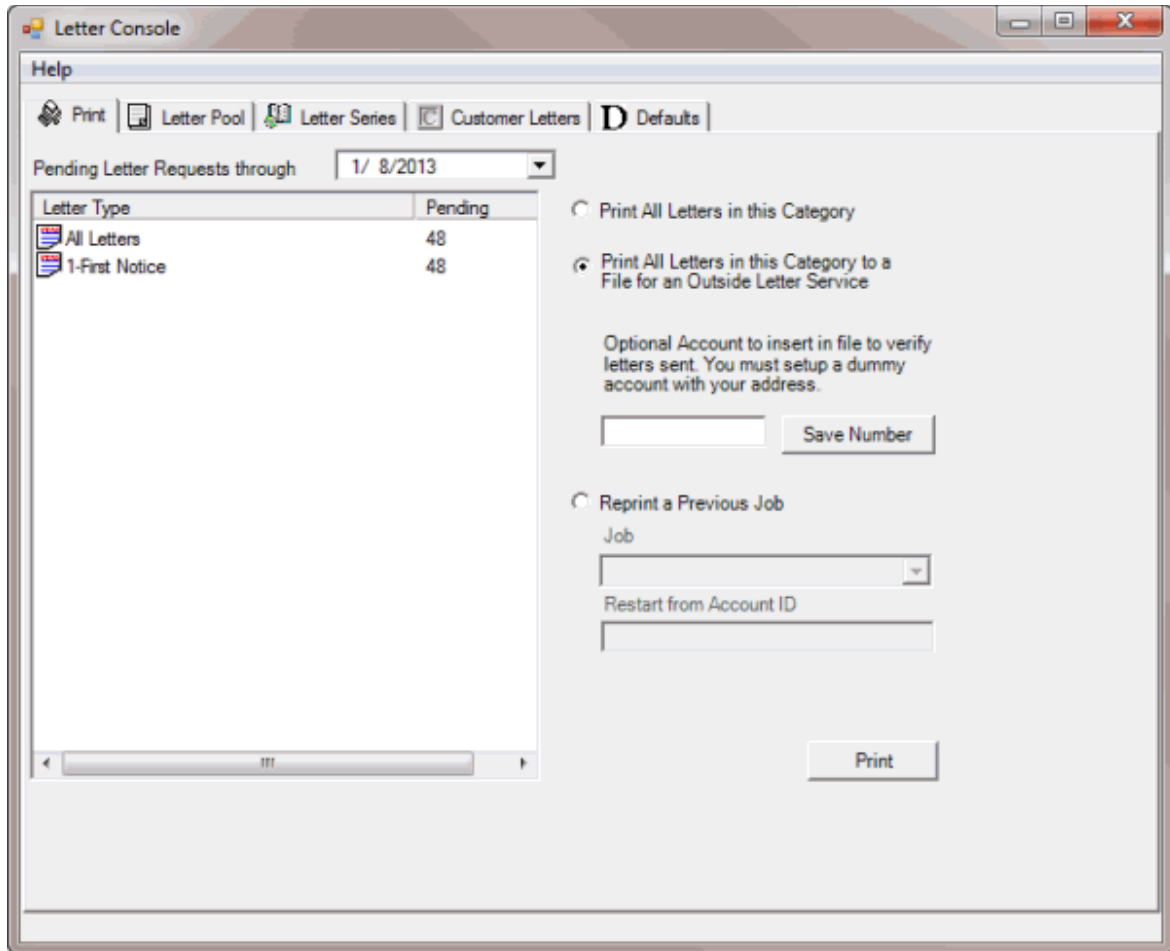 Letter Console
Help
Print Letter Pool Letter Series C Customer Letters D Defaults
Pending Letter Requests through 1/ 8/2013
Letter Type Pending
All Letters 48
1-First Notice 48
Print All Letters in this Category
Print All Letters in this Category to a
File for an Outside Letter Service
Optional Account to insert in file to verify
letters sent. You must setup a dummy
account with your address.
Save Number
Reprint a Previous Job
Job
Restart from Account ID
Print